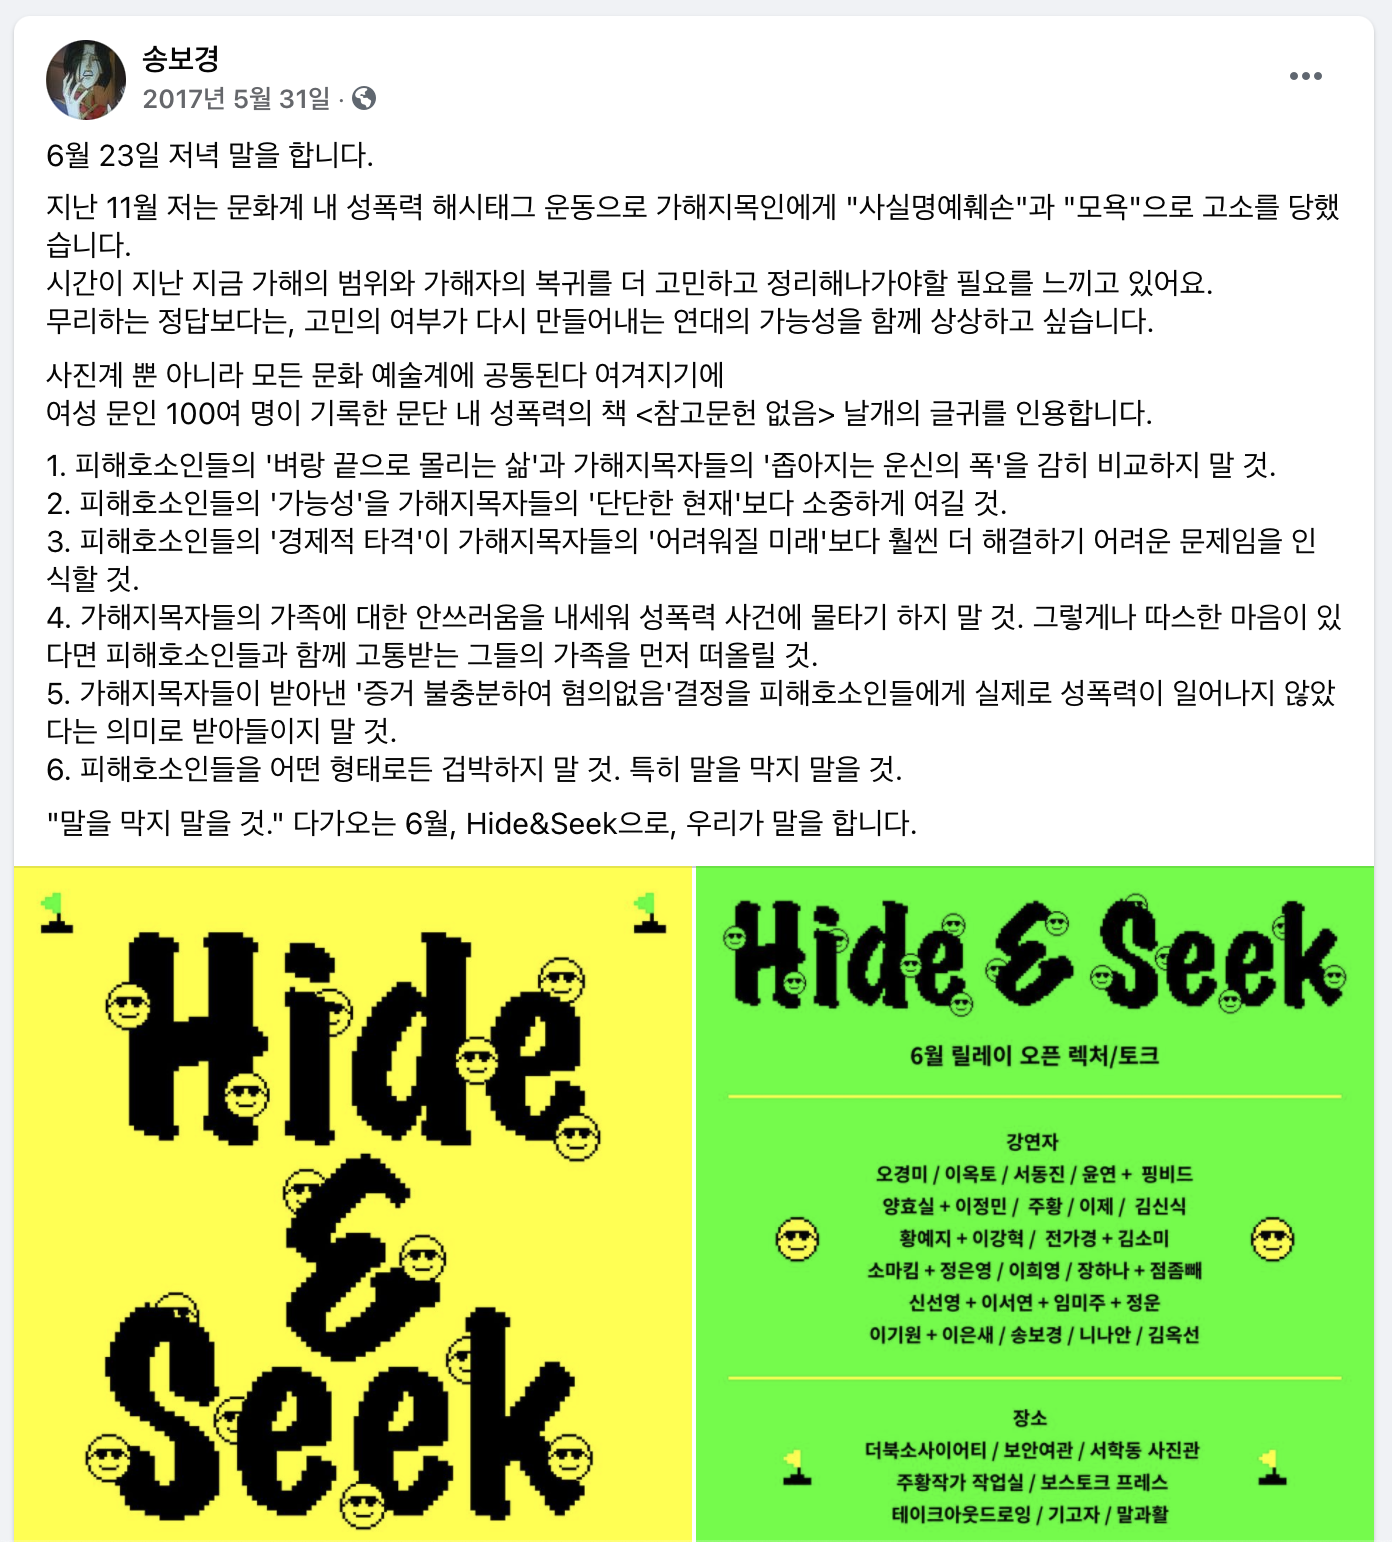 송보경
2017년 5월 31일 ·
6월 23일 저녁 말을 합니다.
지난 11월 저는 문화계 내 성폭력 해시태그 운동으로 가해지목인에게 "사실명예훼손"과 "모욕"으로 고소를 당했
습니다.
시간이 지난 지금 가해의 범위와 가해자의 복귀를 더 고민하고 정리해나가야할 필요를 느끼고 있어요.
무리하는 정답보다는, 고민의 여부가 다시 만들어내는 연대의 가능성을 함께 상상하고 싶습니다.
사진계 뿐 아니라 모든 문화 예술계에 공통된다 여겨지기에
여성 문인 100여 명이 기록한 문단 내 성폭력의 책 <참고문헌 없음> 날개의 글귀를 인용합니다.
1. 피해호소인들의 '벼랑 끝으로 몰리는 삶'과 가해지목자들의 '좁아지는 운신의 폭'을 감히 비교하지 말 것.
2. 피해호소인들의 '가능성'을 가해지목자들의 '단단한 현재'보다 소중하게 여길 것.
3. 피해호소인들의 '경제적 타격'이 가해지목자들의 '어려워질 미래'보다 훨씬 더 해결하기 어려운 문제임을 인
식할 것.
4. 가해지목자들의 가족에 대한 안쓰러움을 내세워 성폭력 사건에 물타기 하지 말 것. 그렇게나 따스한 마음이 있
다면 피해호소인들과 함께 고통받는 그들의 가족을 먼저 떠올릴 것.
5. 가해지목자들이 받아낸 '증거 불충분하여 혐의없음'결정을 피해호소인들에게 실제로 성폭력이 일어나지 않았
다는 의미로 받아들이지 말 것.
6. 피해호소인들을 어떤 형태로든 겁박하지 말 것. 특히 말을 막지 말을 것.
"말을 막지 말을 것." 다가오는 6월, Hide&Seek으로, 우리가 말을 합니다.
Hide
&
Seek
Hide & Seek
6월 릴레이 오픈 렉처/토크
강연자
오경미 / 이옥토 / 서동진 / 윤연 + 핑비드
양효실 + 이정민 / 주황 / 이제 / 김신식
황예지 + 이강혁 / 전가경 + 김소미
소마킴 + 정은영 / 이희영 / 장하나 + 점좀빼
신선영 + 이서연 + 임미주 + 정운
이기원 + 이은새 / 송보경 / 니나안 / 김옥선
장소
더북소사이어티 / 보안여관 / 서학동 사진관
주황작가 작업실 / 보스토크 프레스
테이크아웃드로잉 / 기고자 / 말과활